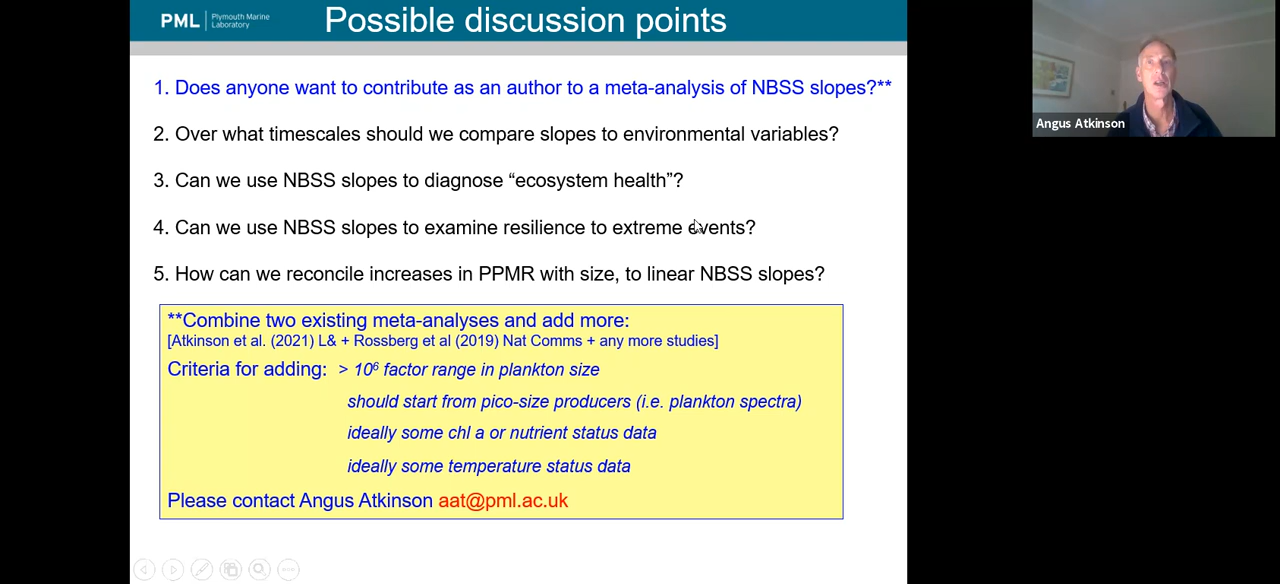 PML | Plymouth Marine
Laboratory
Possible discussion points
1. Does anyone want to contribute as an author to a meta-analysis of NBSS slopes?**
2. Over what timescales should we compare slopes to environmental variables?
3. Can we use NBSS slopes to diagnose “ecosystem health”?
4. Can we use NBSS slopes to examine resilience to extreme events?
5. How can we reconcile increases in PPMR with size, to linear NBSS slopes?
**Combine two existing meta-analyses and add more:
[Atkinson et al. (2021) L& + Rossberg et al (2019) Nat Comms + any more studies]
Criteria for adding: > 10⁶ factor range in plankton size
should start from pico-size producers (i.e. plankton spectra)
ideally some chl a or nutrient status data
ideally some temperature status data
Please contact Angus Atkinson aat@pml.ac.uk
Angus Atkinson